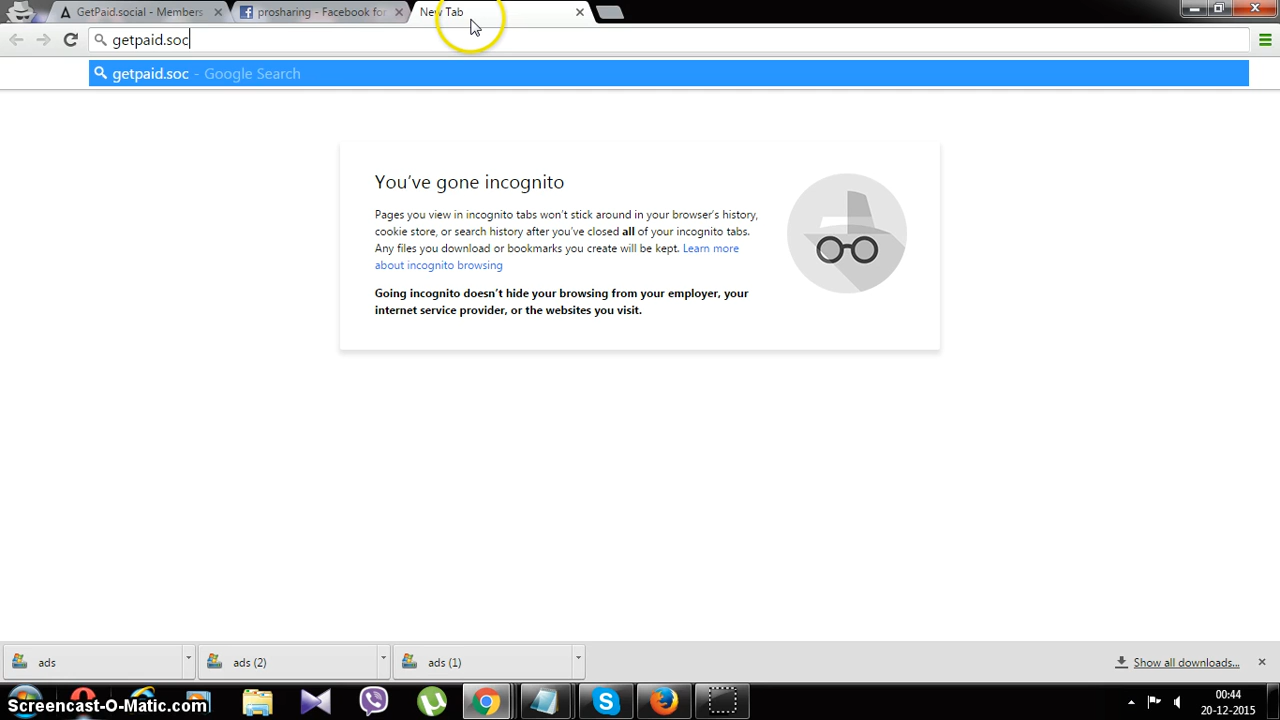 GetPaid.social - Members
prosharing - Facebook for
New Tab
getpaid.soc
getpaid.soc - Google Search
You've gone incognito
Pages you view in incognito tabs won't stick around in your browser's history,
cookie store, or search history after you've closed all of your incognito tabs.
Any files you download or bookmarks you create will be kept. Learn more
about incognito browsing
Going incognito doesn't hide your browsing from your employer, your
internet service provider, or the websites you visit.
ads
ads (2)
ads (1)
Show all downloads...
Screencast-O-Matic.com
00:44
20-12-2015